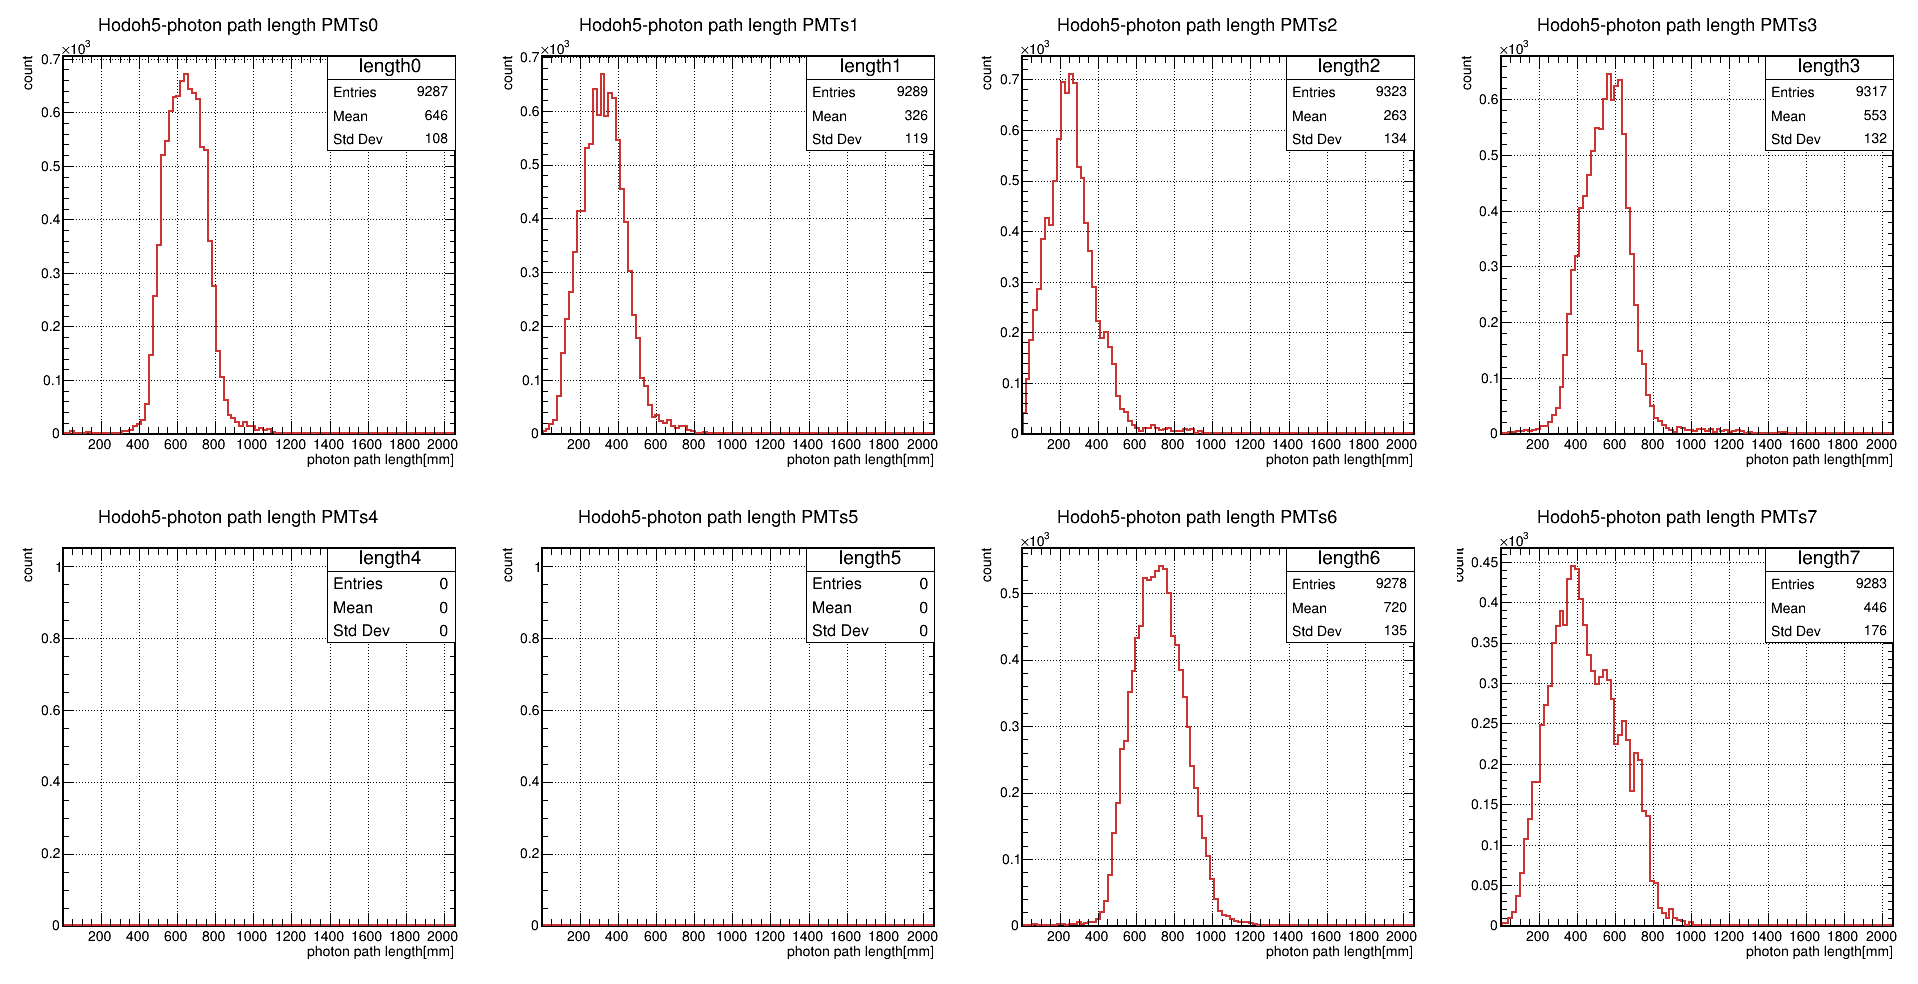 Hodoh5-photon path length PMTs0
×10³
count
length0
Entries 9287
Mean 646
Std Dev 108
0.7
0.6
0.5
0.4
0.3
0.2
0.1
0
200 400 600 800 1000 1200 1400 1600 1800 2000
photon path length[mm]
Hodoh5-photon path length PMTs1
×10³
count
length1
Entries 9289
Mean 326
Std Dev 119
0.7
0.6
0.5
0.4
0.3
0.2
0.1
0
200 400 600 800 1000 1200 1400 1600 1800 2000
photon path length[mm]
Hodoh5-photon path length PMTs2
×10³
count
length2
Entries 9323
Mean 263
Std Dev 134
0.7
0.6
0.5
0.4
0.3
0.2
0.1
0
200 400 600 800 1000 1200 1400 1600 1800 2000
photon path length[mm]
Hodoh5-photon path length PMTs3
×10³
count
length3
Entries 9317
Mean 553
Std Dev 132
0.6
0.5
0.4
0.3
0.2
0.1
0
200 400 600 800 1000 1200 1400 1600 1800 2000
photon path length[mm]
Hodoh5-photon path length PMTs4
count
length4
Entries 0
Mean 0
Std Dev 0
1
0.8
0.6
0.4
0.2
0
200 400 600 800 1000 1200 1400 1600 1800 2000
photon path length[mm]
Hodoh5-photon path length PMTs5
count
length5
Entries 0
Mean 0
Std Dev 0
1
0.8
0.6
0.4
0.2
0
200 400 600 800 1000 1200 1400 1600 1800 2000
photon path length[mm]
Hodoh5-photon path length PMTs6
×10³
count
length6
Entries 9278
Mean 720
Std Dev 135
0.5
0.4
0.3
0.2
0.1
0
200 400 600 800 1000 1200 1400 1600 1800 2000
photon path length[mm]
Hodoh5-photon path length PMTs7
×10³
count
length7
Entries 9283
Mean 446
Std Dev 176
0.45
0.4
0.35
0.3
0.25
0.2
0.15
0.1
0.05
0
200 400 600 800 1000 1200 1400 1600 1800 2000
photon path length[mm]